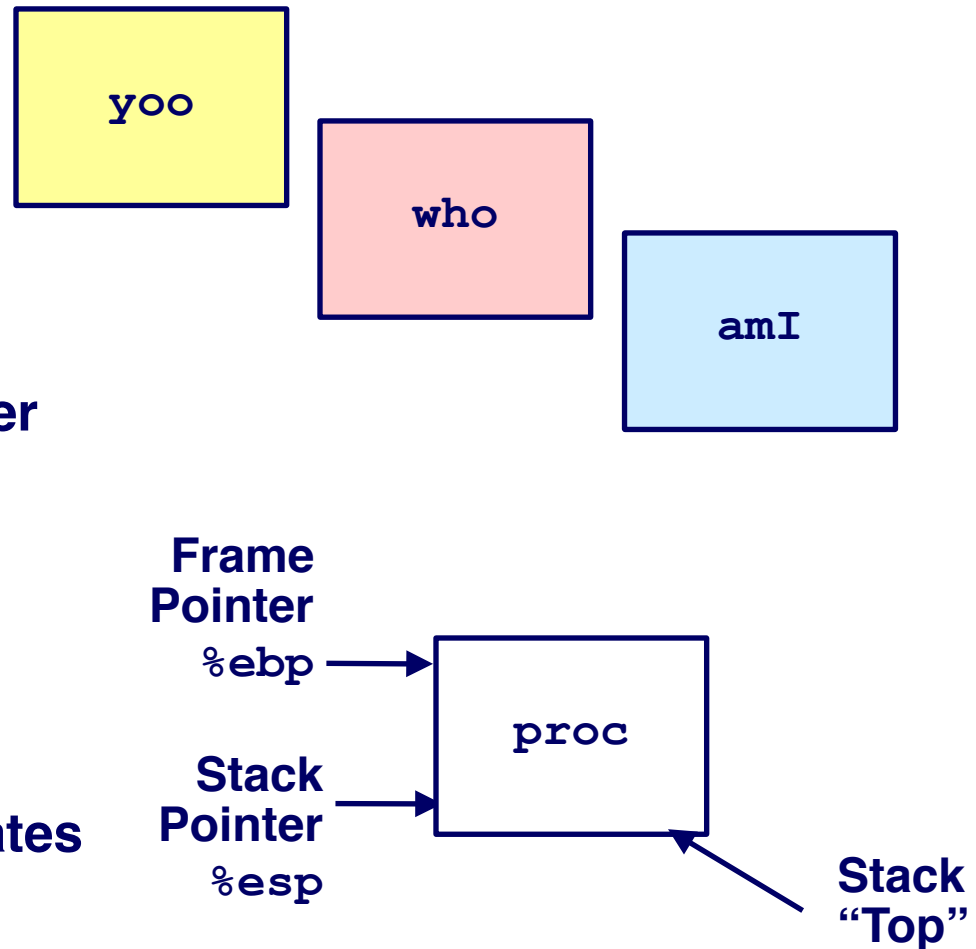 yoo
who
amI
er
Frame
Pointer
%ebp
proc
Stack
Pointer
%esp
ates
Stack
“Top”